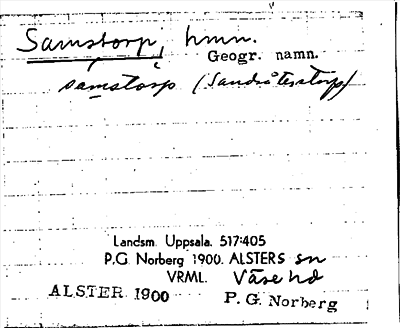 Samstorp, hmn.
Geogr. namn.
samstorp (Sandsåterstorp)
Landsm. Uppsala. 517:405
P.G. Norberg 1900. ALSTERS sn
VRML. Väse hd
ALSTER 1900 P. G. Norberg